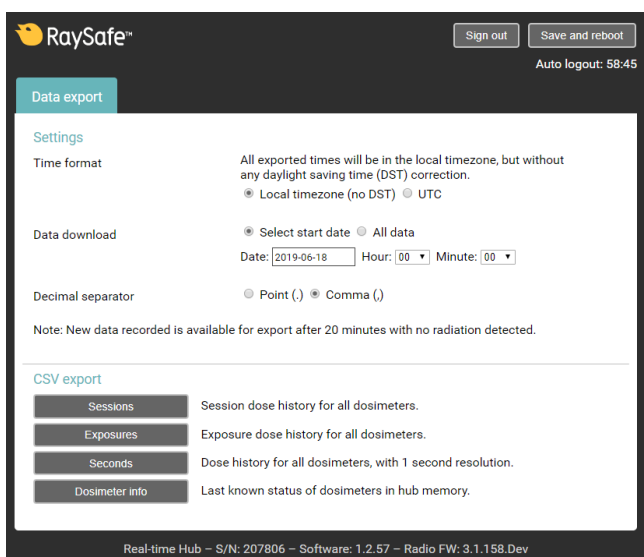 RaySafe™
Sign out
Save and reboot
Auto logout: 58:45
Data export
Settings
Time format
All exported times will be in the local timezone, but without
any daylight saving time (DST) correction.
Local timezone (no DST) UTC
Data download
Select start date All data
Date: 2019-06-18 Hour: 00 Minute: 00
Decimal separator
Point (.) Comma (,)
Note: New data recorded is available for export after 20 minutes with no radiation detected.
CSV export
Sessions Session dose history for all dosimeters.
Exposures Exposure dose history for all dosimeters.
Seconds Dose history for all dosimeters, with 1 second resolution.
Dosimeter info Last known status of dosimeters in hub memory.
Real-time Hub – S/N: 207806 – Software: 1.2.57 – Radio FW: 3.1.158.Dev